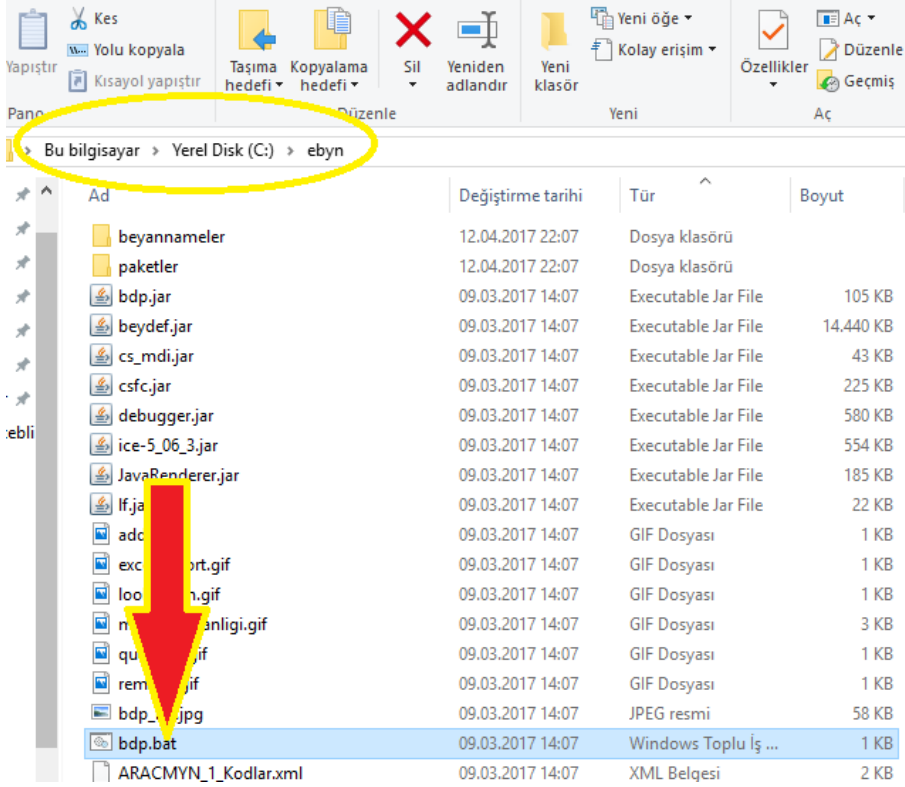 Kes
Yolu kopyala
Kısayol yapıştır
Yapıştır
Taşıma hedefi
Kopyalama hedefi
Sil
Yeniden adlandır
Yeni klasör
Yeni öğe
Kolay erişim
Özellikler
Aç
Düzenle
Geçmiş
Pano
Düzenle
Yeni
Aç
Bu bilgisayar > Yerel Disk (C:) > ebyn
Ad Değiştirme tarihi Tür Boyut
beyannameler 12.04.2017 22:07 Dosya klasörü
paketler 12.04.2017 22:07 Dosya klasörü
bdp.jar 09.03.2017 14:07 Executable Jar File 105 KB
beydef.jar 09.03.2017 14:07 Executable Jar File 14.440 KB
cs_mdi.jar 09.03.2017 14:07 Executable Jar File 43 KB
csfc.jar 09.03.2017 14:07 Executable Jar File 225 KB
debugger.jar 09.03.2017 14:07 Executable Jar File 580 KB
ice-5_06_3.jar 09.03.2017 14:07 Executable Jar File 554 KB
JavaRenderer.jar 09.03.2017 14:07 Executable Jar File 185 KB
09.03.2017 14:07 Executable Jar File 22 KB
09.03.2017 14:07 GIF Dosyası 1 KB
09.03.2017 14:07 GIF Dosyası 1 KB
09.03.2017 14:07 GIF Dosyası 1 KB
09.03.2017 14:07 GIF Dosyası 3 KB
09.03.2017 14:07 GIF Dosyası 1 KB
09.03.2017 14:07 GIF Dosyası 1 KB
09.03.2017 14:07 JPEG resmi 58 KB
bdp.bat 09.03.2017 14:07 Windows Toplu İş ... 1 KB
ARACMYN_1_Kodlar.xml 09.03.2017 14:07 XML Belgesi 2 KB